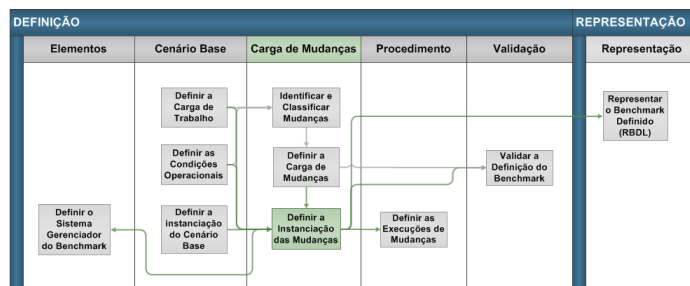 DEFINIÇÃO
REPRESENTAÇÃO
Elementos
Cenário Base
Carga de Mudanças
Procedimento
Validação
Representação
Definir a
Carga de
Trabalho
Identificar e
Classificar
Mudanças
Representar
o Benchmark
Definido
(RBDL)
Definir as
Condições
Operacionais
Definir a
Carga de
Mudanças
Validar a
Definição do
Benchmark
Definir o
Sistema
Gerenciador
do Benchmark
Definir a
instanciação
do Cenário
Base
Definir a
Instanciação
das Mudanças
Definir as
Execuções de
Mudanças